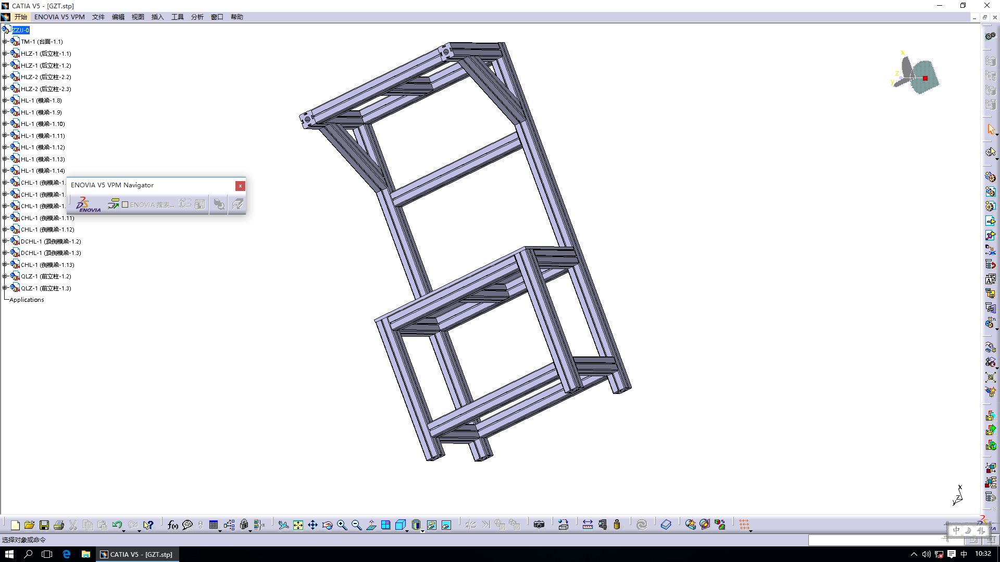 CATIA V5 - [GZT.stp]
开始 ENOVIA V5 VPM 文件 编辑 视图 插入 工具 分析 窗口 帮助
ZZJJ-0
TM-1 (台面-1.1)
HLZ-1 (后立柱-1.1)
HLZ-1 (后立柱-1.2)
HLZ-2 (后立柱-2.2)
HLZ-2 (后立柱-2.3)
HL-1 (横梁-1.8)
HL-1 (横梁-1.9)
HL-1 (横梁-1.10)
HL-1 (横梁-1.11)
HL-1 (横梁-1.12)
HL-1 (横梁-1.13)
HL-1 (横梁-1.14)
CHL-1 (侧横梁-1.
CHL-1 (侧横梁-1.
CHL-1 (侧横梁-1.
CHL-1 (侧横梁-1.11)
CHL-1 (侧横梁-1.12)
DCHL-1 (顶侧横梁-1.2)
DCHL-1 (顶侧横梁-1.3)
CHL-1 (侧横梁-1.13)
QLZ-1 (前立柱-1.2)
QLZ-1 (前立柱-1.3)
Applications
ENOVIA V5 VPM Navigator
ENOVIA
ENOVIA 搜索...
x
z
y
x
z
y
f(x)
选择对象或命令
中
CATIA V5 - [GZT.stp]
中
10:32